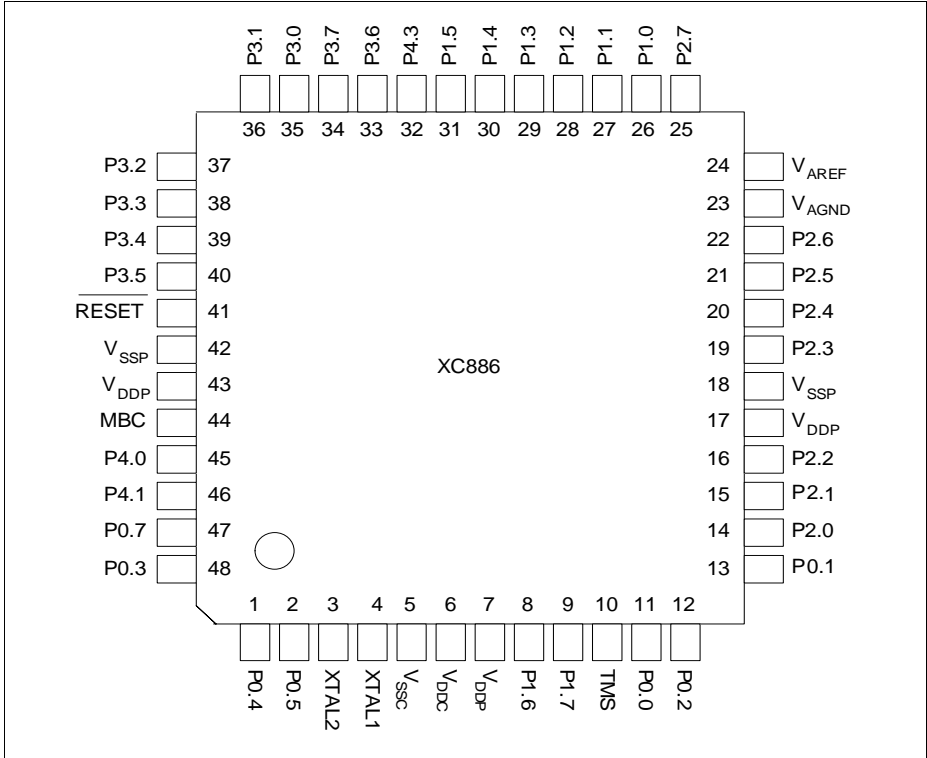 P3.1 P3.0 P3.7 P3.6 P4.3 P1.5 P1.4 P1.3 P1.2 P1.1 P1.0 P2.7
36 35 34 33 32 31 30 29 28 27 26 25
P3.2 37 24 VAREF
P3.3 38 23 VAGND
P3.4 39 22 P2.6
P3.5 40 21 P2.5
RESET 41 20 P2.4
VSSP 42 19 P2.3
XC886
VDDP 43 18 VSSP
MBC 44 17 VDDP
P4.0 45 16 P2.2
P4.1 46 15 P2.1
P0.7 47 14 P2.0
P0.3 48 13 P0.1
1 2 3 4 5 6 7 8 9 10 11 12
P0.4 P0.5 XTAL2 XTAL1 VSSC VDDC VDDP P1.6 P1.7 TMS P0.0 P0.2